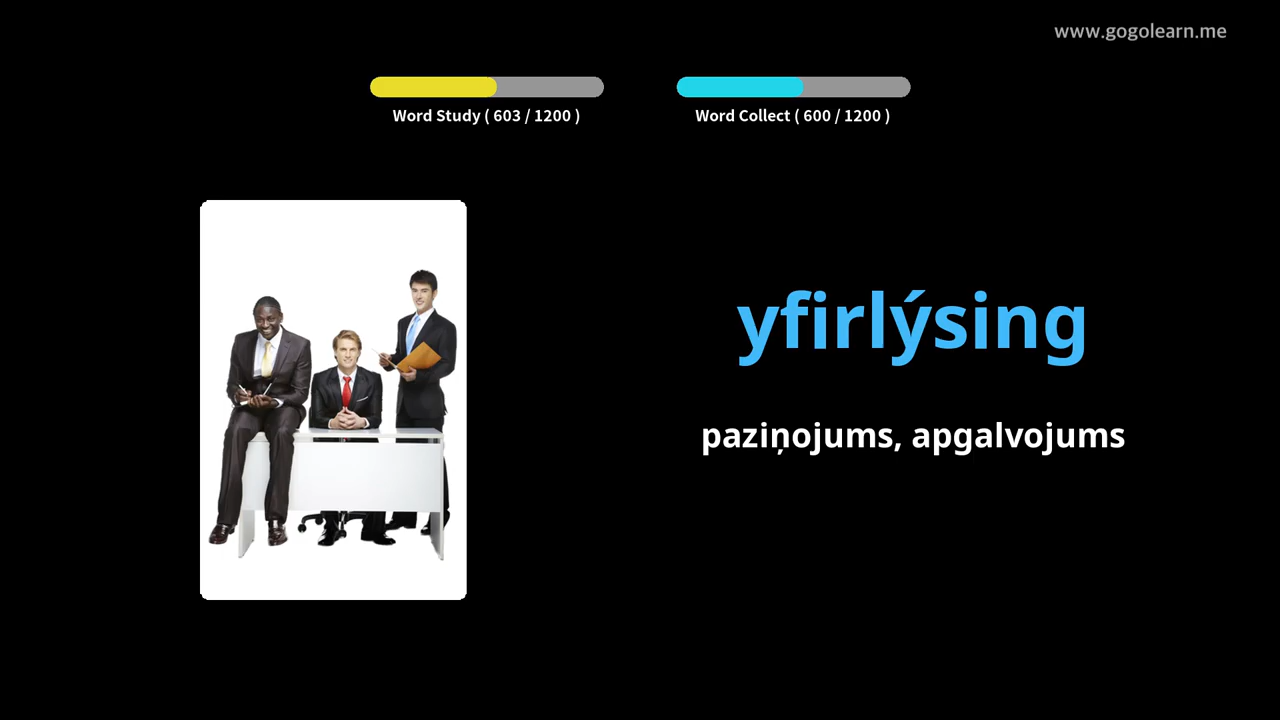 www.gogolearn.me
Word Study ( 603 / 1200 )
Word Collect ( 600 / 1200 )
yfirlýsing
paziņojums, apgalvojums